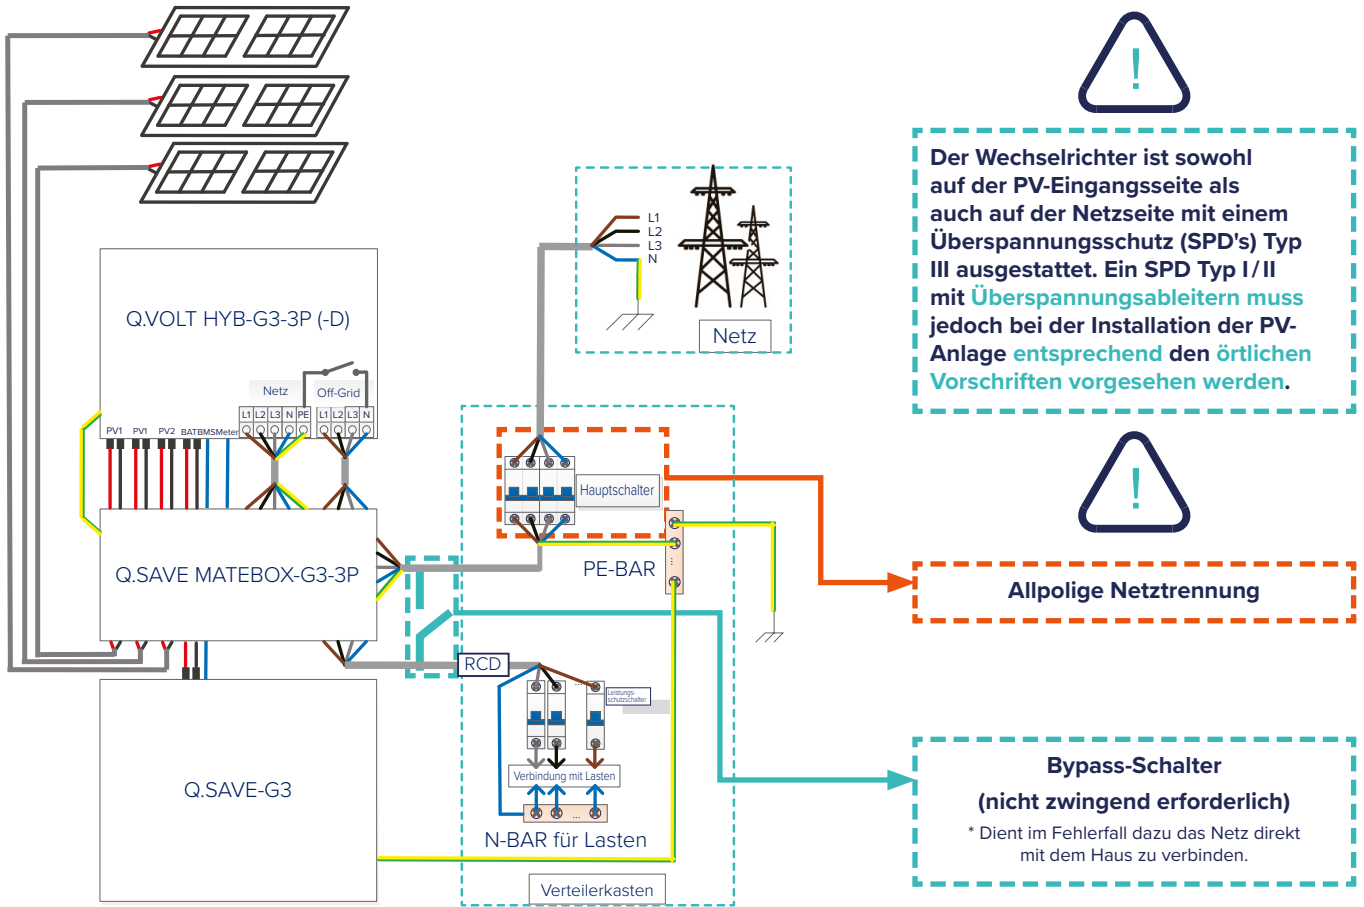 !
Der Wechselrichter ist sowohl
auf der PV-Eingangsseite als
auch auf der Netzseite mit einem
Überspannungsschutz (SPD's) Typ
III ausgestattet. Ein SPD Typ I/II
mit Überspannungsableitern muss
jedoch bei der Installation der PV-
Anlage entsprechend den örtlichen
Vorschriften vorgesehen werden.
L1
L2
L3
N
Netz
Q.VOLT HYB-G3-3P (-D)
Netz
Off-Grid
L1 L2 L3 N PE
L1 L2 L3 N
PV1 PV1 PV2 BAT BMS Meter
Hauptschalter
!
Q.SAVE MATEBOX-G3-3P
PE-BAR
...
Allpolige Netztrennung
RCD
...
Leistungs-
schutzschalter
Verbindung mit Lasten
...
Q.SAVE-G3
N-BAR für Lasten
Verteilerkasten
Bypass-Schalter
(nicht zwingend erforderlich)
* Dient im Fehlerfall dazu das Netz direkt
mit dem Haus zu verbinden.